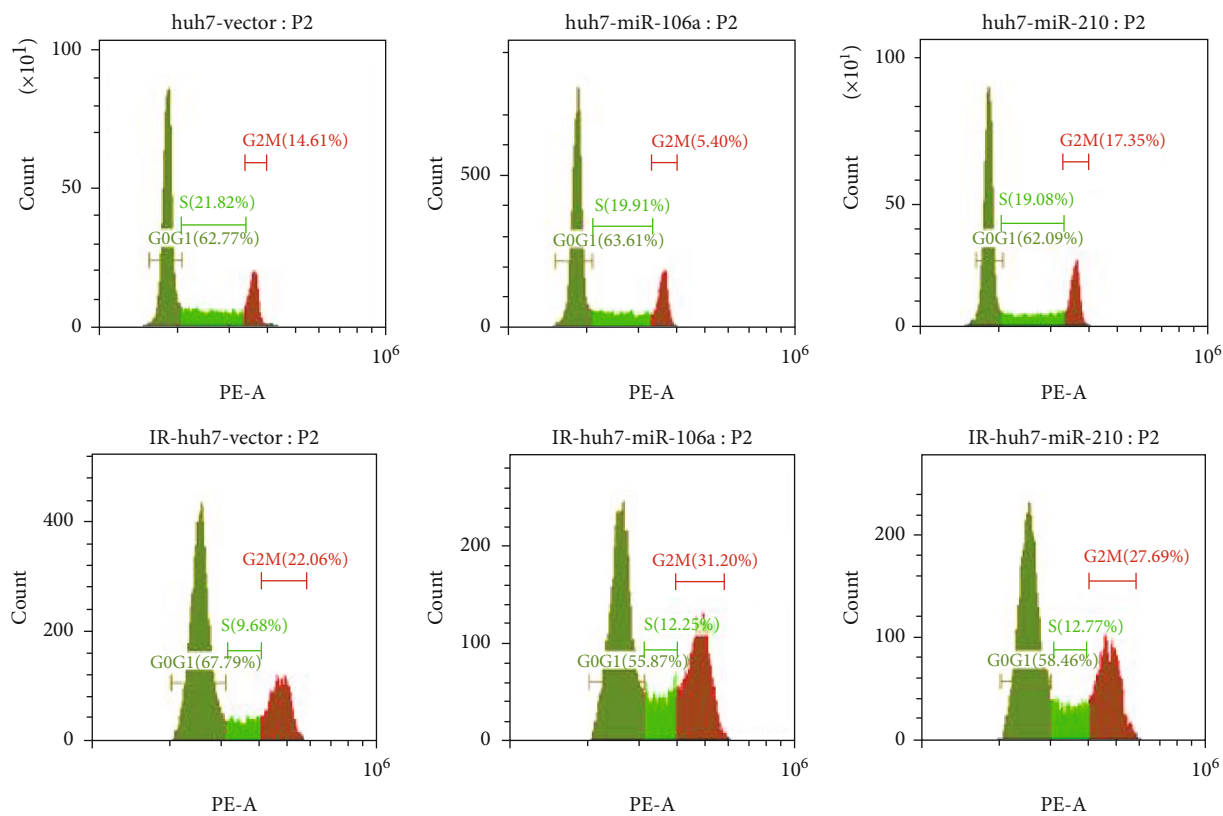 huh7-vector : P2
100
(×10¹)
50
0
Count
G2M(14.61%)
S(21.82%)
G0G1(62.77%)
10⁶
PE-A
huh7-miR-106a : P2
500
0
Count
G2M(5.40%)
S(19.91%)
G0G1(63.61%)
10⁶
PE-A
huh7-miR-210 : P2
100
(×10¹)
50
0
Count
G2M(17.35%)
S(19.08%)
G0G1(62.09%)
10⁶
PE-A
IR-huh7-vector : P2
400
200
0
Count
G2M(22.06%)
S(9.68%)
G0G1(67.79%)
10⁶
PE-A
IR-huh7-miR-106a : P2
200
100
0
Count
G2M(31.20%)
S(12.25%)
G0G1(55.87%)
10⁶
PE-A
IR-huh7-miR-210 : P2
200
100
0
Count
G2M(27.69%)
S(12.77%)
G0G1(58.46%)
10⁶
PE-A